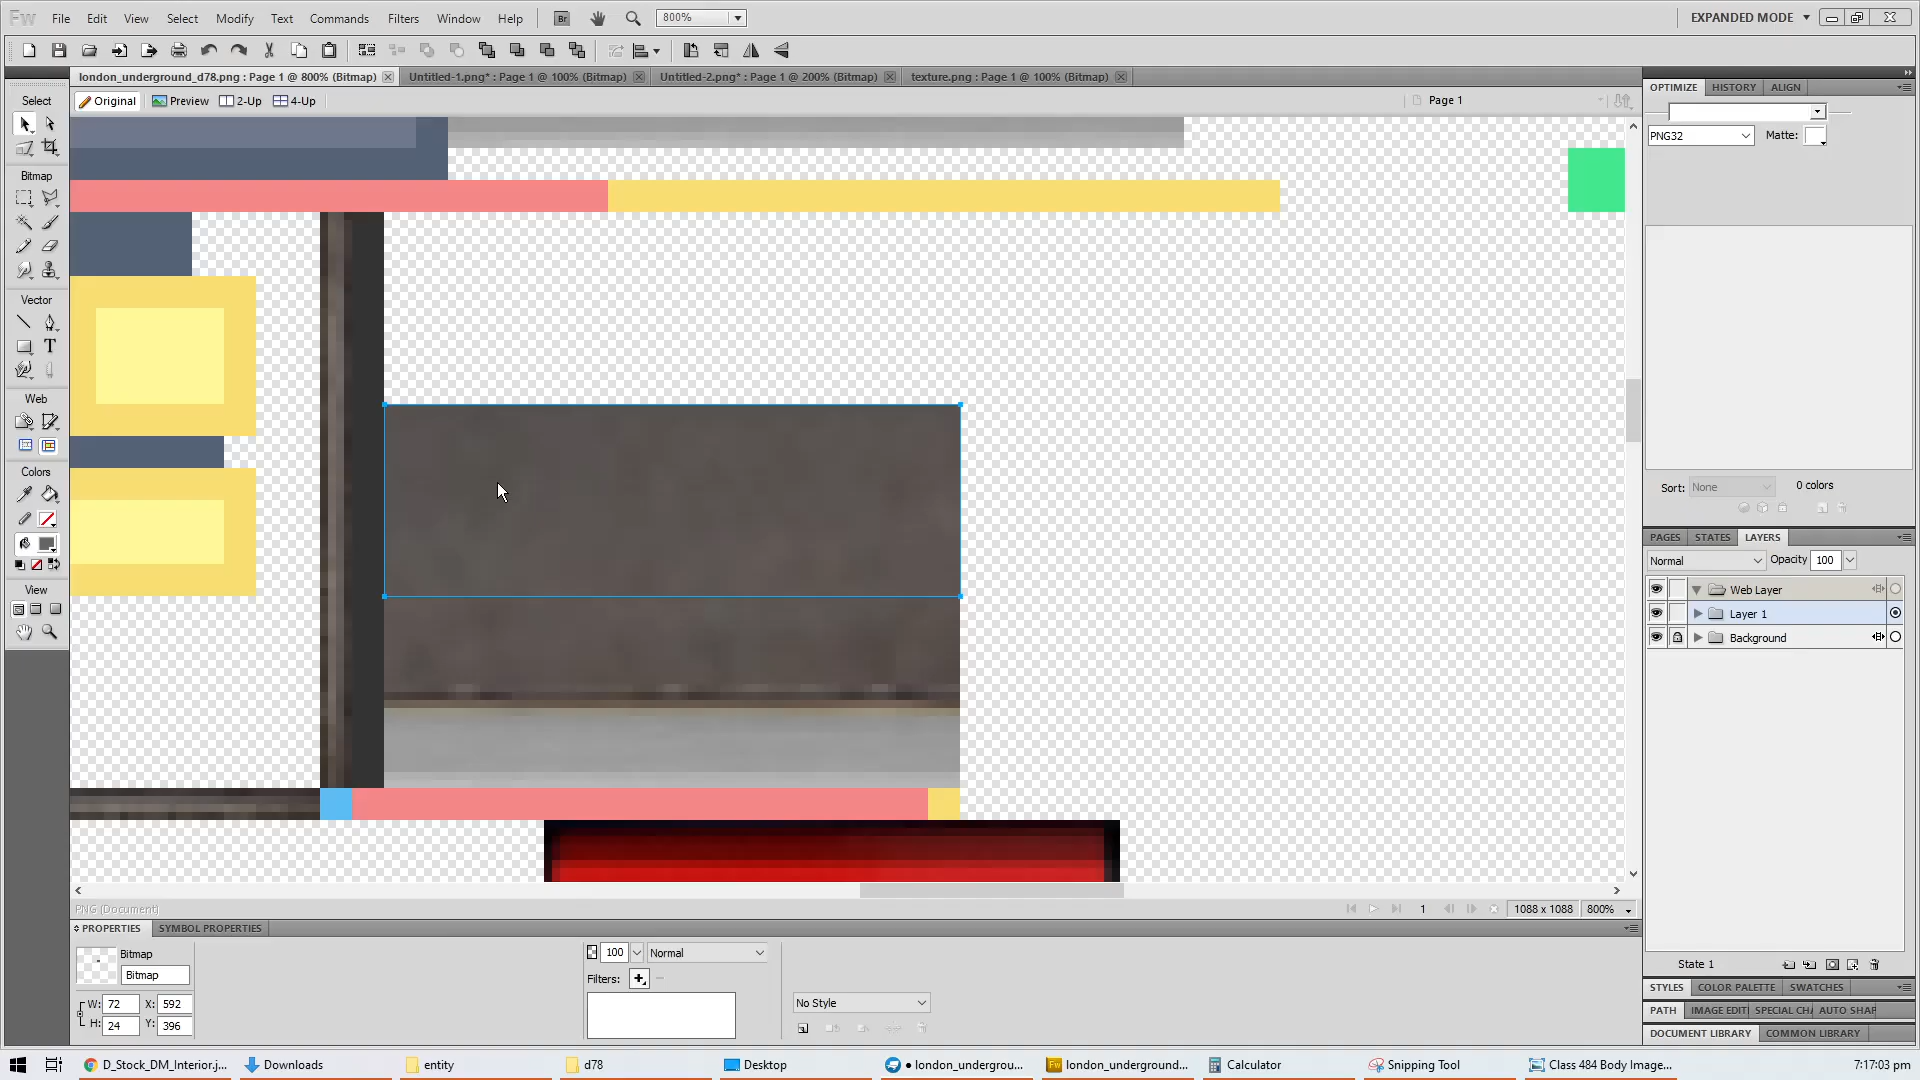 Fw File Edit View Select Modify Text Commands Filters Window Help Br 800% EXPANDED MODE
london_underground_d78.png : Page 1 @ 800% (Bitmap) Untitled-1.png* : Page 1 @ 100% (Bitmap) Untitled-2.png* : Page 1 @ 200% (Bitmap) texture.png : Page 1 @ 100% (Bitmap)
Original Preview 2-Up 4-Up Page 1
Select
Bitmap
Vector
T
Web
Colors
View
OPTIMIZE HISTORY ALIGN
PNG32 Matte:
Sort: None 0 colors
PAGES STATES LAYERS
Normal Opacity 100
Web Layer
Layer 1
Background
State 1
STYLES COLOR PALETTE SWATCHES
PATH IMAGE EDIT SPECIAL CHA AUTO SHAP
DOCUMENT LIBRARY COMMON LIBRARY
PNG (Document) 1 1088 x 1088 800%
PROPERTIES SYMBOL PROPERTIES
Bitmap
Bitmap
W: 72 X: 592
H: 24 Y: 396
100 Normal
Filters:
No Style
D_Stock_DM_Interior.j... Downloads entity d78 Desktop • london_undergrou... Fw london_undergrou... Calculator Snipping Tool Class 484 Body Image... 7:17:03 pm